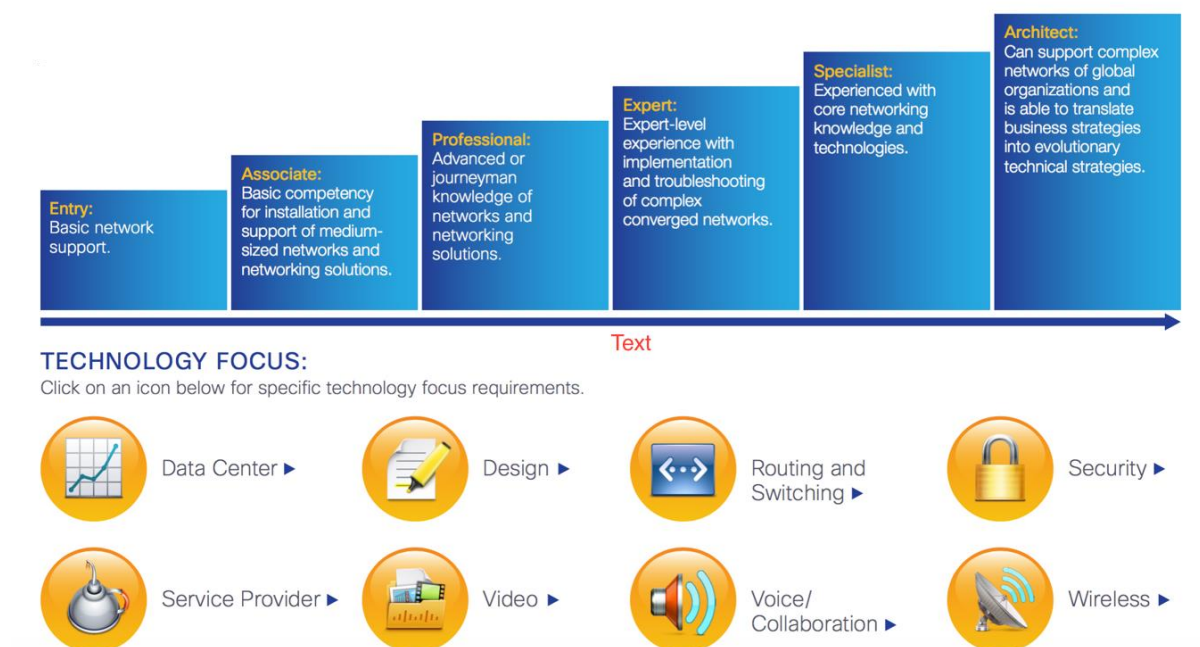 Entry:
Basic network
support.
Associate:
Basic competency
for installation and
support of medium-
sized networks and
networking solutions.
Professional:
Advanced or
journeyman
knowledge of
networks and
networking
solutions.
Expert:
Expert-level
experience with
implementation
and troubleshooting
of complex
converged networks.
Specialist:
Experienced with
core networking
knowledge and
technologies.
Architect:
Can support complex
networks of global
organizations and
is able to translate
business strategies
into evolutionary
technical strategies.
Text
TECHNOLOGY FOCUS:
Click on an icon below for specific technology focus requirements.
Data Center
Design
Routing and
Switching
Security
Service Provider
Video
Voice/
Collaboration
Wireless